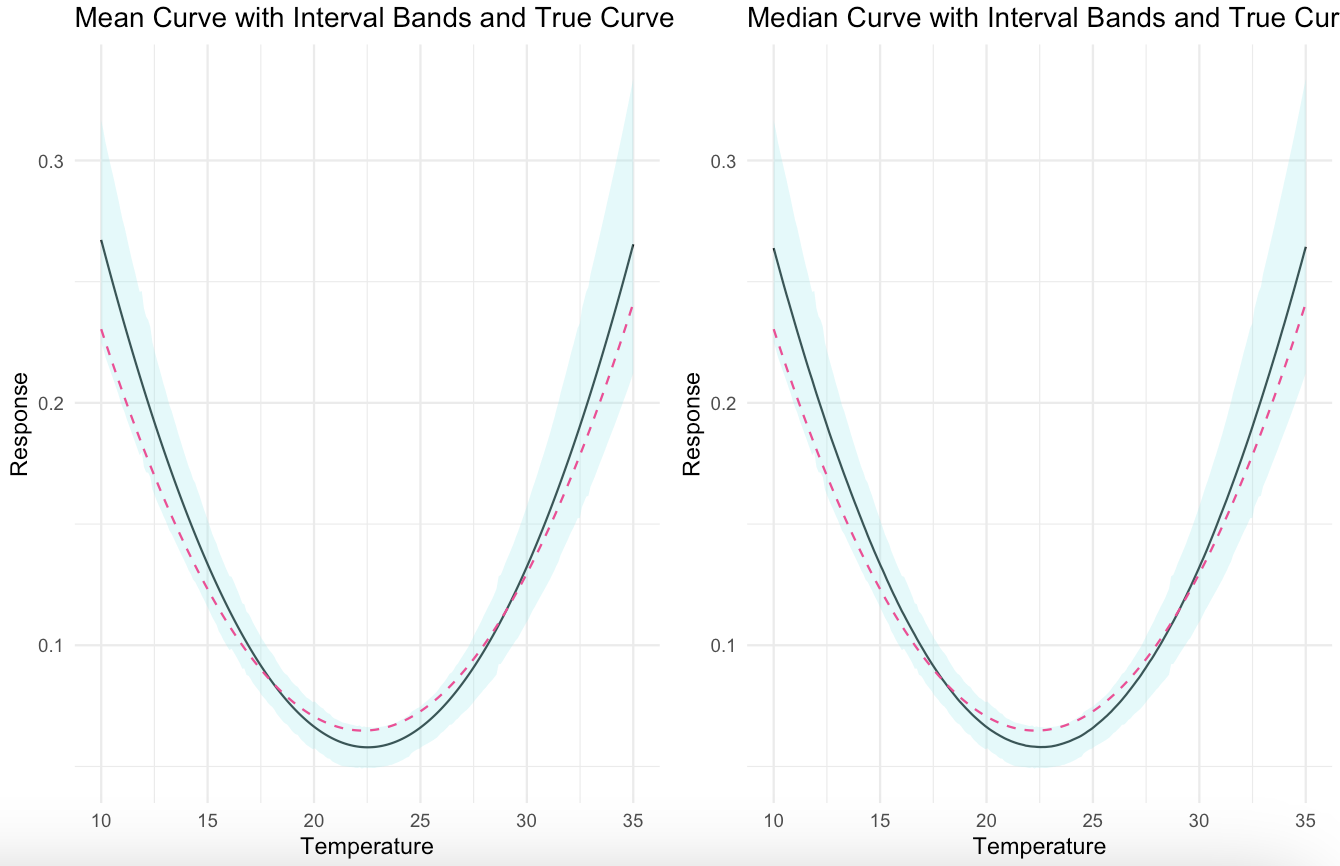 Mean Curve with Interval Bands and True Curve
0.3
0.2
0.1
Response
10 15 20 25 30 35
Temperature
Median Curve with Interval Bands and True Cur
0.3
0.2
0.1
Response
10 15 20 25 30 35
Temperature